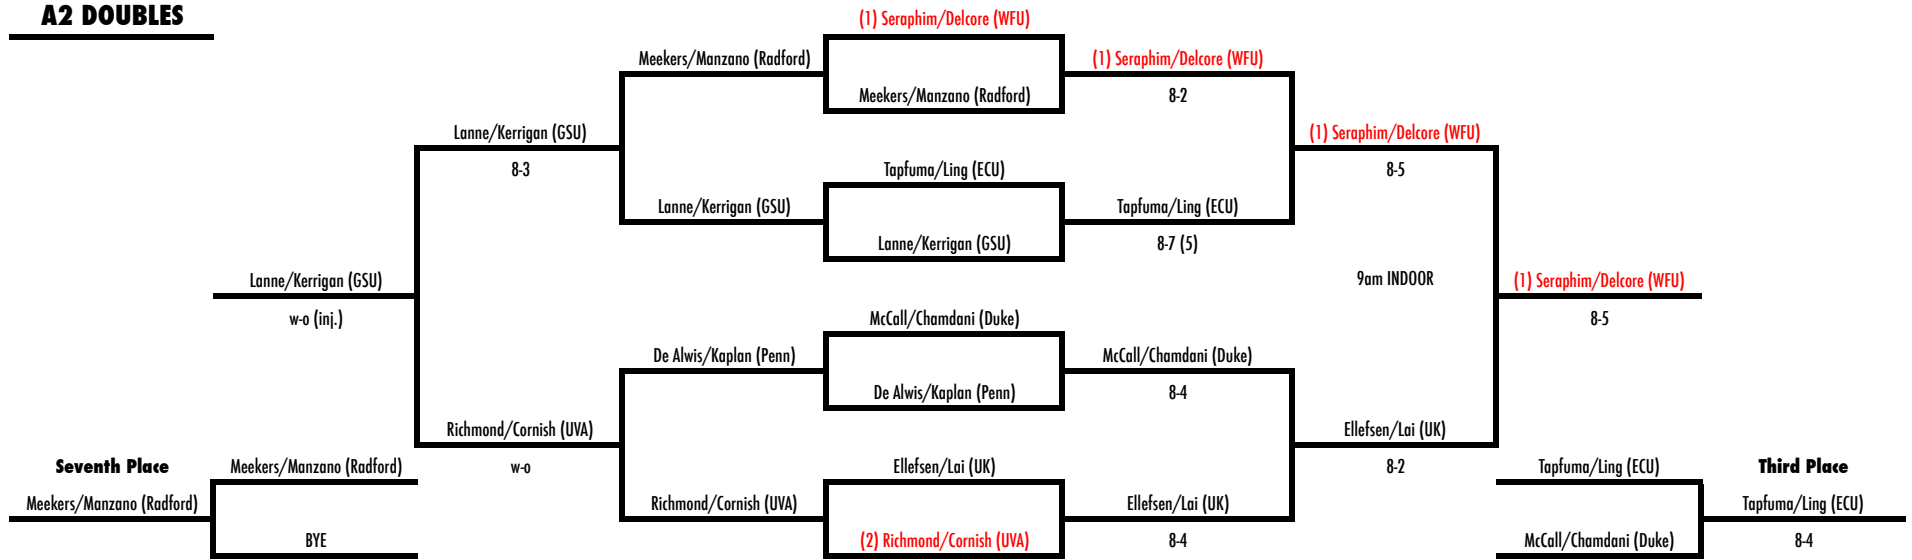 A2 DOUBLES
(1) Seraphim/Delcore (WFU)
Meekers/Manzano (Radford)
(1) Seraphim/Delcore (WFU)
Meekers/Manzano (Radford)
8-2
Lanne/Kerrigan (GSU)
(1) Seraphim/Delcore (WFU)
8-3
Tapfuma/Ling (ECU)
8-5
Lanne/Kerrigan (GSU)
Tapfuma/Ling (ECU)
Lanne/Kerrigan (GSU)
8-7 (5)
Lanne/Kerrigan (GSU)
9am INDOOR
(1) Seraphim/Delcore (WFU)
w-o (inj.)
McCall/Chamdani (Duke)
8-5
De Alwis/Kaplan (Penn)
McCall/Chamdani (Duke)
De Alwis/Kaplan (Penn)
8-4
Richmond/Cornish (UVA)
Ellefsen/Lai (UK)
Seventh Place
Meekers/Manzano (Radford)
w-o
Ellefsen/Lai (UK)
8-2
Tapfuma/Ling (ECU)
Third Place
Meekers/Manzano (Radford)
Richmond/Cornish (UVA)
Ellefsen/Lai (UK)
Tapfuma/Ling (ECU)
BYE
(2) Richmond/Cornish (UVA)
8-4
McCall/Chamdani (Duke)
8-4